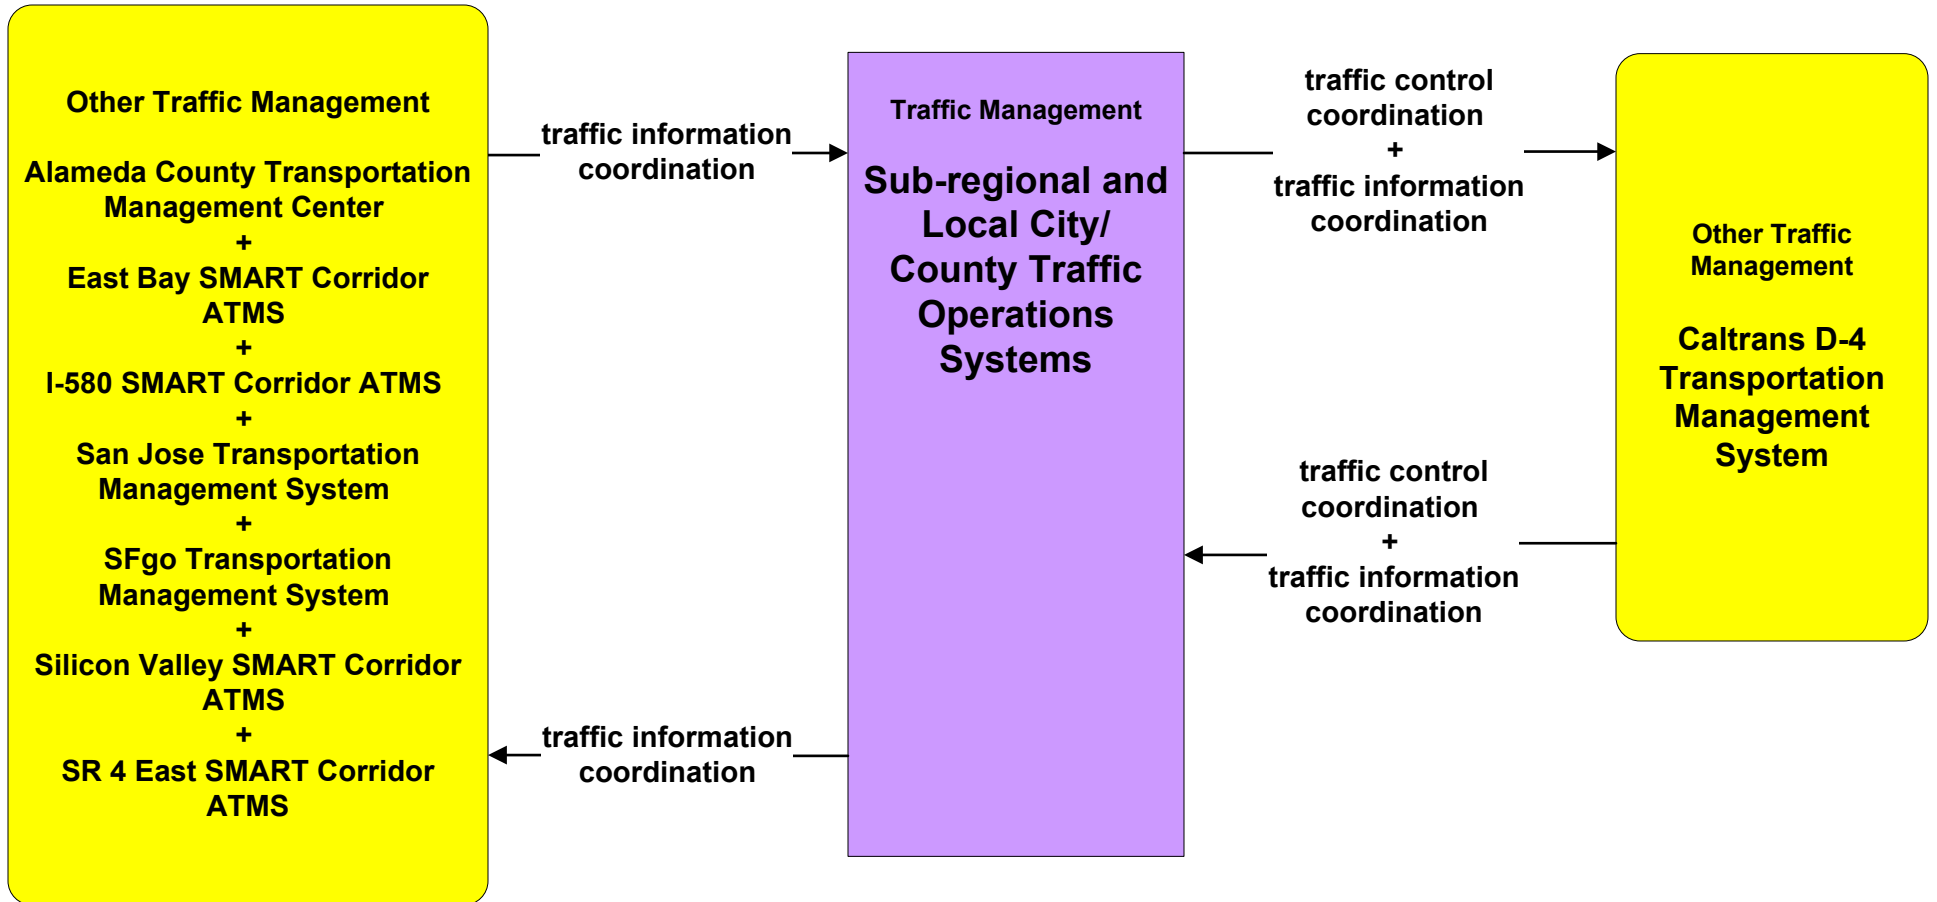 Other Traffic Management
Alameda County Transportation
Management Center
+
East Bay SMART Corridor
ATMS
+
I-580 SMART Corridor ATMS
+
San Jose Transportation
Management System
+
SFgo Transportation
Management System
+
Silicon Valley SMART Corridor
ATMS
+
SR 4 East SMART Corridor
ATMS
traffic information
coordination
traffic information
coordination
Traffic Management
Sub-regional and
Local City/
County Traffic
Operations
Systems
traffic control
coordination
+
traffic information
coordination
traffic control
coordination
+
traffic information
coordination
Other Traffic
Management
Caltrans D-4
Transportation
Management
System